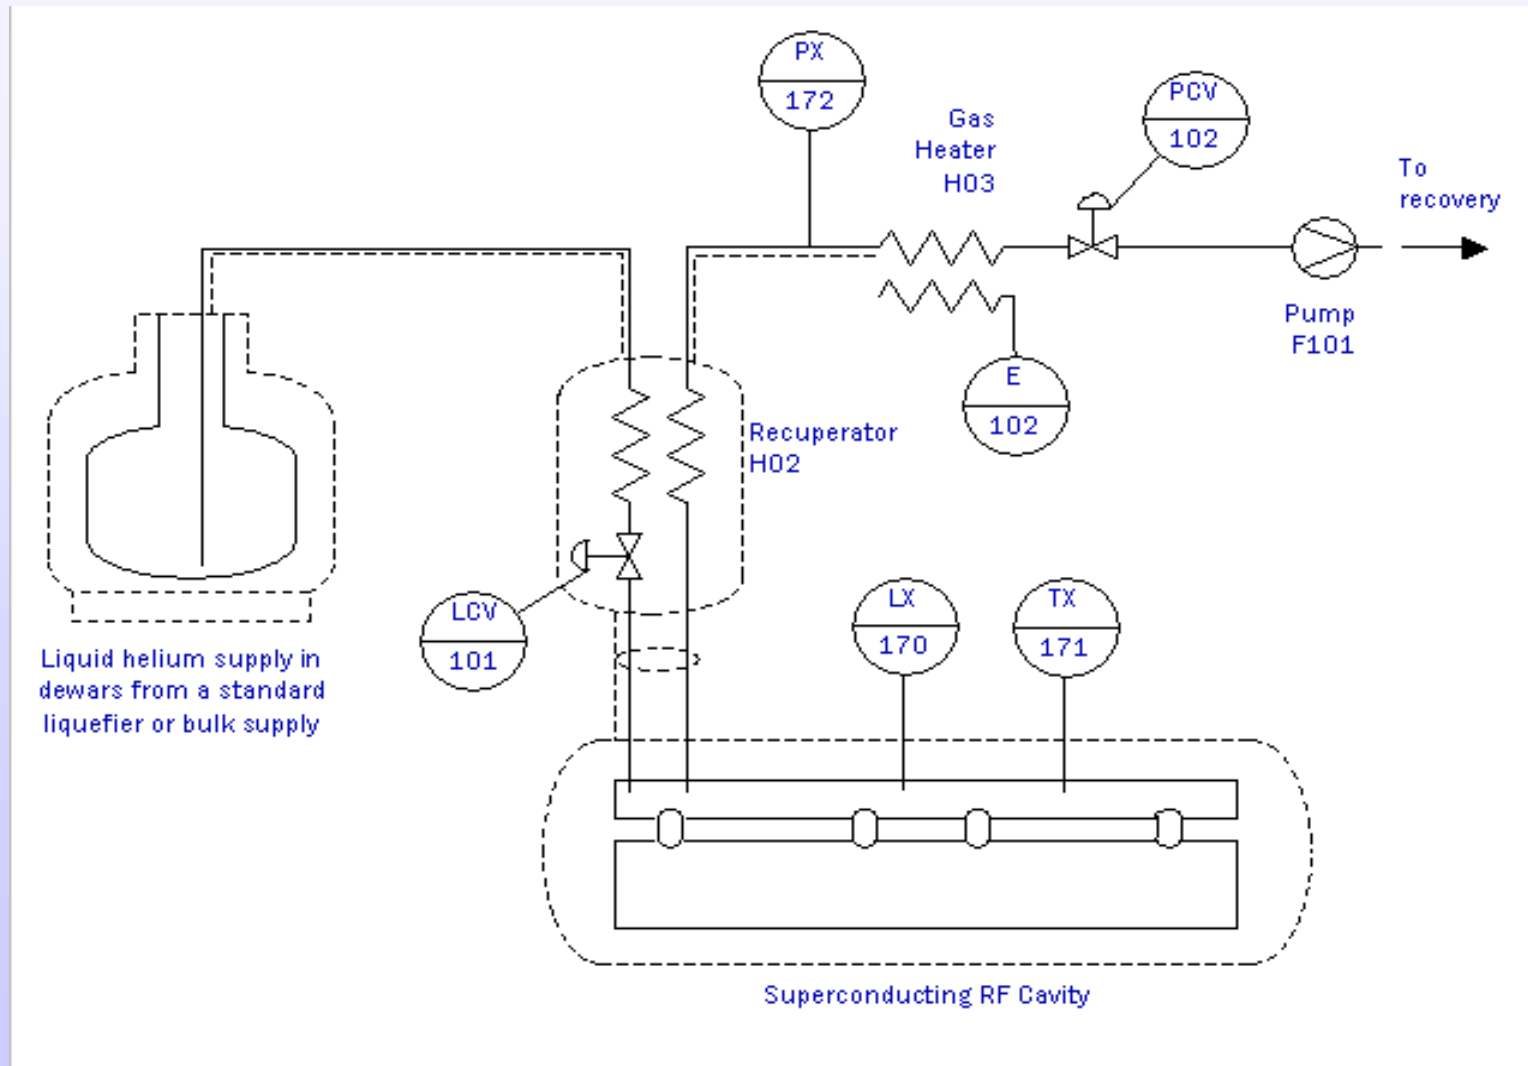 PX
172
PCV
102
Gas
Heater
H03
To
recovery
Pump
F101
E
102
Recuperator
H02
LCV
101
LX
170
TX
171
Liquid helium supply in
dewars from a standard
liquefier or bulk supply
Superconducting RF Cavity